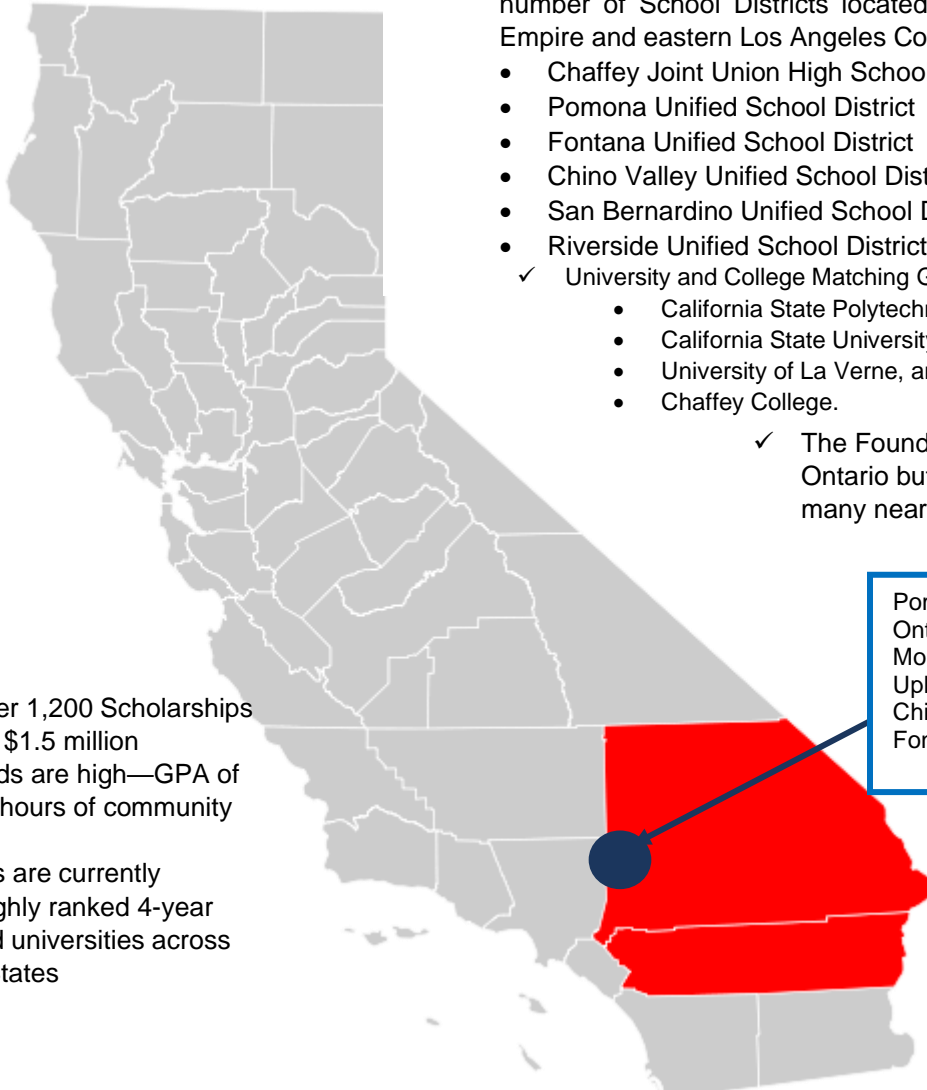 number of School Districts located
Empire and eastern Los Angeles Co
• Chaffey Joint Union High Schoo
• Pomona Unified School District
• Fontana Unified School District
• Chino Valley Unified School Dist
• San Bernardino Unified School D
• Riverside Unified School District
✓ University and College Matching G
• California State Polytechn
• California State University
• University of La Verne, an
• Chaffey College.
✓ The Found
Ontario but
many near
Por
Ont
Mo
Upl
Chi
For
er 1,200 Scholarships
$1.5 million
ds are high—GPA of
hours of community
s are currently
ghly ranked 4-year
d universities across
tates